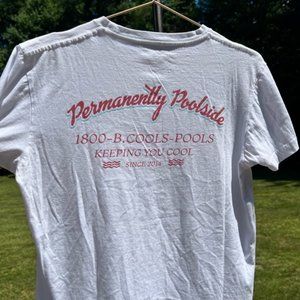 Permanently Poolside
1800-B.COOLS-POOLS
KEEPING YOU COOL
SINCE 2014